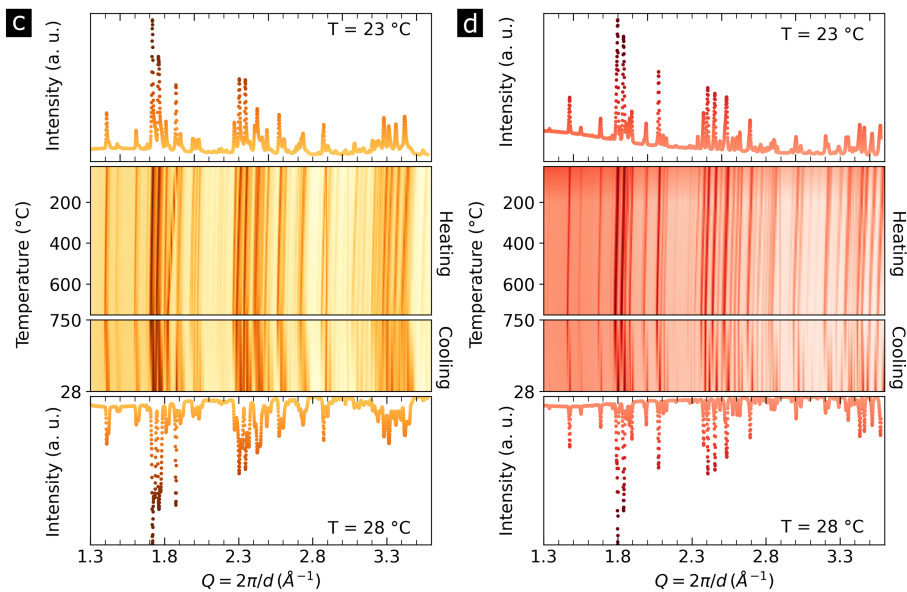 c
Intensity (a. u.)
T = 23 °C
Temperature (°C)
200
400
600
Heating
750
28
Cooling
Intensity (a. u.)
T = 28 °C
1.3 1.8 2.3 2.8 3.3
Q = 2π/d (Å⁻¹)
d
Intensity (a. u.)
T = 23 °C
Temperature (°C)
200
400
600
Heating
750
28
Cooling
Intensity (a. u.)
T = 28 °C
1.3 1.8 2.3 2.8 3.3
Q = 2π/d (Å⁻¹)